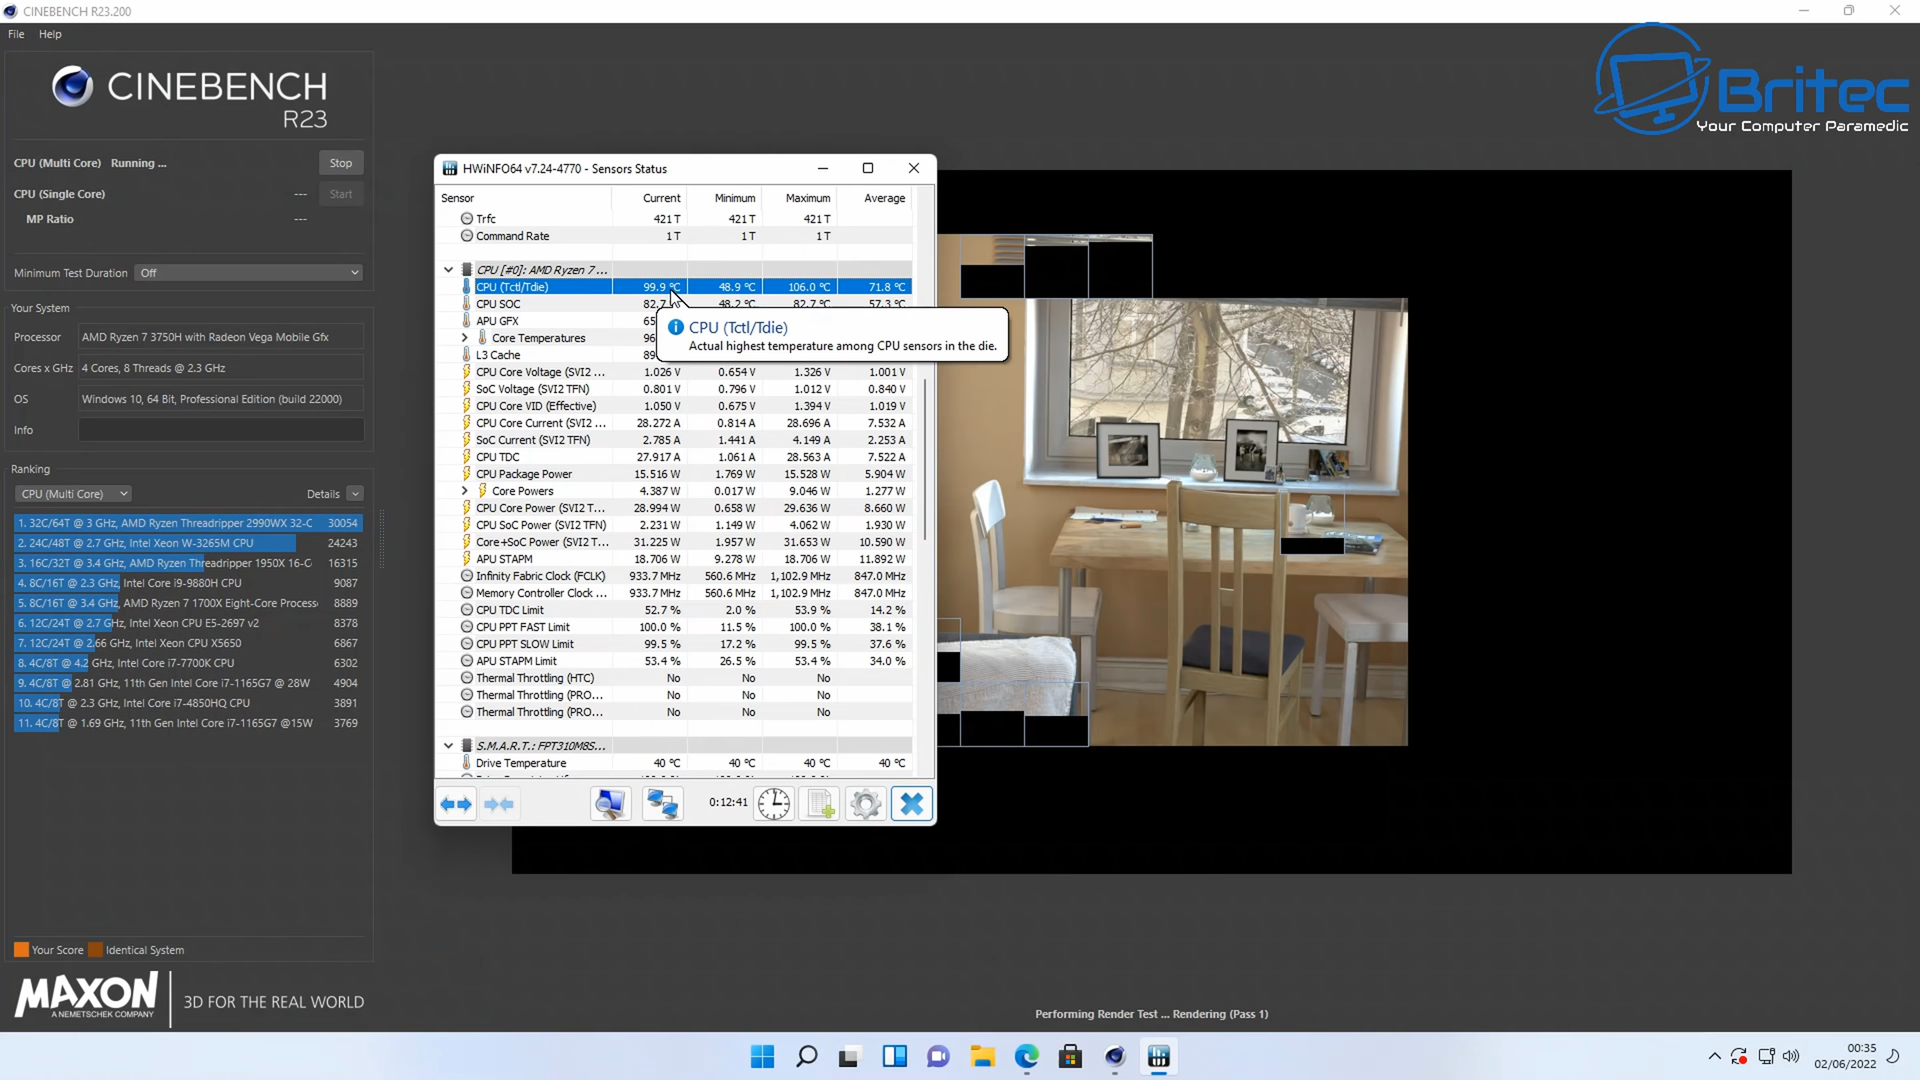 CINEBENCH R23.200
File Help
CINEBENCH
R23
CPU (Multi Core) Running ... Stop
CPU (Single Core) --- Start
MP Ratio ---
Minimum Test Duration Off
Your System
Processor AMD Ryzen 7 3750H with Radeon Vega Mobile Gfx
Cores x GHz 4 Cores, 8 Threads @ 2.3 GHz
OS Windows 10, 64 Bit, Professional Edition (build 22000)
Info
Ranking
CPU (Multi Core) Details
1. 32C/64T @ 3 GHz, AMD Ryzen Threadripper 2990WX 32-C 30054
2. 24C/48T @ 2.7 GHz, Intel Xeon W-3265M CPU 24243
3. 16C/32T @ 3.4 GHz, AMD Ryzen Threadripper 1950X 16-C 16315
4. 8C/16T @ 2.3 GHz, Intel Core i9-9880H CPU 9087
5. 8C/16T @ 3.4 GHz, AMD Ryzen 7 1700X Eight-Core Process 8889
6. 12C/24T @ 2.7 GHz, Intel Xeon CPU E5-2697 v2 8378
7. 12C/24T @ 2.66 GHz, Intel Xeon CPU X5650 6867
8. 4C/8T @ 4.2 GHz, Intel Core i7-7700K CPU 6302
9. 4C/8T @ 2.81 GHz, 11th Gen Intel Core i7-1165G7 @ 28W 4904
10. 4C/8T @ 2.3 GHz, Intel Core i7-4850HQ CPU 3891
11. 4C/8T @ 1.69 GHz, 11th Gen Intel Core i7-1165G7 @15W 3769
Your Score Identical System
MAXON
A NEMETSCHEK COMPANY
3D FOR THE REAL WORLD
HWiNFO64 v7.24-4770 - Sensors Status
Sensor Current Minimum Maximum Average
Trfc 421 T 421 T 421 T
Command Rate 1 T 1 T 1 T
CPU [#0]: AMD Ryzen 7 ...
CPU (Tctl/Tdie) 99.9 °C 48.9 °C 106.0 °C 71.8 °C
CPU SOC 82.7 48.2 °C 82.7 °C 57.3 °C
APU GFX 65
Core Temperatures 96
L3 Cache 89
CPU (Tctl/Tdie)
Actual highest temperature among CPU sensors in the die.
CPU Core Voltage (SVI2 ... 1.026 V 0.654 V 1.326 V 1.001 V
SoC Voltage (SVI2 TFN) 0.801 V 0.796 V 1.012 V 0.840 V
CPU Core VID (Effective) 1.050 V 0.675 V 1.394 V 1.019 V
CPU Core Current (SVI2 ... 28.272 A 0.814 A 28.696 A 7.532 A
SoC Current (SVI2 TFN) 2.785 A 1.441 A 4.149 A 2.253 A
CPU TDC 27.917 A 1.061 A 28.563 A 7.522 A
CPU Package Power 15.516 W 1.769 W 15.528 W 5.904 W
Core Powers 4.387 W 0.017 W 9.046 W 1.277 W
CPU Core Power (SVI2 T... 28.994 W 0.658 W 29.636 W 8.660 W
CPU SoC Power (SVI2 TFN) 2.231 W 1.149 W 4.062 W 1.930 W
Core+SoC Power (SVI2 T... 31.225 W 1.957 W 31.653 W 10.590 W
APU STAPM 18.706 W 9.278 W 18.706 W 11.892 W
Infinity Fabric Clock (FCLK) 933.7 MHz 560.6 MHz 1,102.9 MHz 847.0 MHz
Memory Controller Clock ... 933.7 MHz 560.6 MHz 1,102.9 MHz 847.0 MHz
CPU TDC Limit 52.7 % 2.0 % 53.9 % 14.2 %
CPU PPT FAST Limit 100.0 % 11.5 % 100.0 % 38.1 %
CPU PPT SLOW Limit 99.5 % 17.2 % 99.5 % 37.6 %
APU STAPM Limit 53.4 % 26.5 % 53.4 % 34.0 %
Thermal Throttling (HTC) No No No
Thermal Throttling (PRO... No No No
Thermal Throttling (PRO... No No No
S.M.A.R.T.: FPT310M8S...
Drive Temperature 40 °C 40 °C 40 °C 40 °C
0:12:41
Britec
Your Computer Paramedic
Performing Render Test ... Rendering (Pass 1)
00:35
02/06/2022